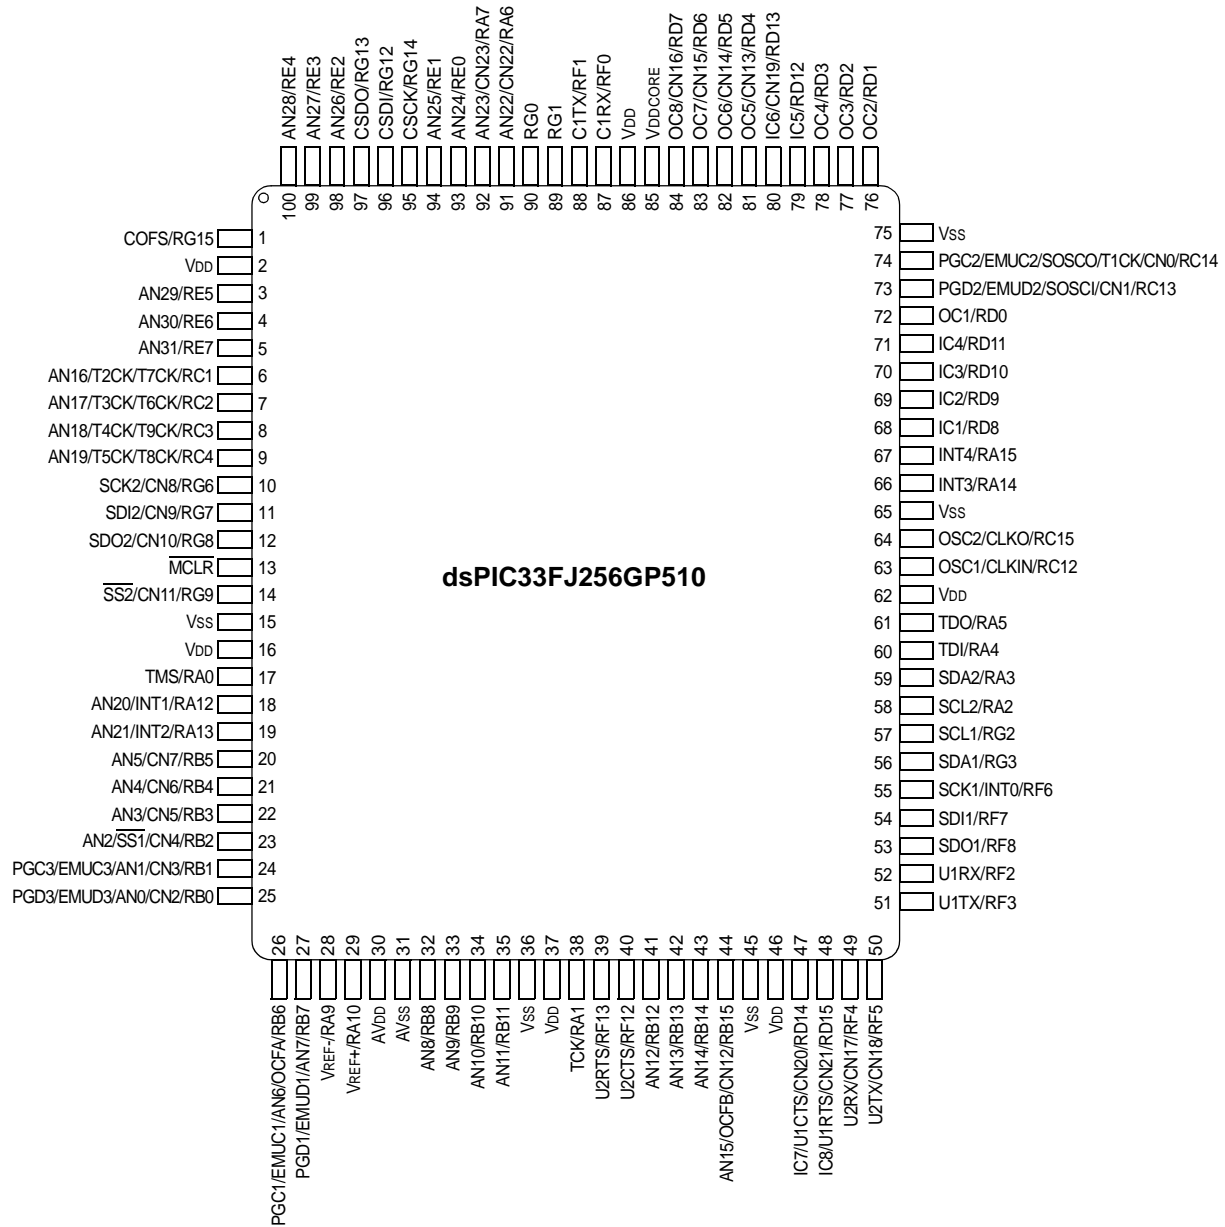 AN28/RE4
AN27/RE3
AN26/RE2
CSDO/RG13
CSDI/RG12
CSCK/RG14
AN25/RE1
AN24/RE0
AN23/CN23/RA7
AN22/CN22/RA6
RG0
RG1
C1TX/RF1
C1RX/RF0
VDD
VDDCORE
OC8/CN16/RD7
OC7/CN15/RD6
OC6/CN14/RD5
OC5/CN13/RD4
IC6/CN19/RD13
IC5/RD12
OC4/RD3
OC3/RD2
OC2/RD1
100
99
98
97
96
95
94
93
92
91
90
89
88
87
86
85
84
83
82
81
80
79
78
77
76
COFS/RG15 1
VDD 2
AN29/RE5 3
AN30/RE6 4
AN31/RE7 5
AN16/T2CK/T7CK/RC1 6
AN17/T3CK/T6CK/RC2 7
AN18/T4CK/T9CK/RC3 8
AN19/T5CK/T8CK/RC4 9
SCK2/CN8/RG6 10
SDI2/CN9/RG7 11
SDO2/CN10/RG8 12
MCLR 13
SS2/CN11/RG9 14
VSS 15
VDD 16
TMS/RA0 17
AN20/INT1/RA12 18
AN21/INT2/RA13 19
AN5/CN7/RB5 20
AN4/CN6/RB4 21
AN3/CN5/RB3 22
AN2/SS1/CN4/RB2 23
PGC3/EMUC3/AN1/CN3/RB1 24
PGD3/EMUD3/AN0/CN2/RB0 25
dsPIC33FJ256GP510
75 VSS
74 PGC2/EMUC2/SOSCO/T1CK/CN0/RC14
73 PGD2/EMUD2/SOSCI/CN1/RC13
72 OC1/RD0
71 IC4/RD11
70 IC3/RD10
69 IC2/RD9
68 IC1/RD8
67 INT4/RA15
66 INT3/RA14
65 VSS
64 OSC2/CLKO/RC15
63 OSC1/CLKIN/RC12
62 VDD
61 TDO/RA5
60 TDI/RA4
59 SDA2/RA3
58 SCL2/RA2
57 SCL1/RG2
56 SDA1/RG3
55 SCK1/INT0/RF6
54 SDI1/RF7
53 SDO1/RF8
52 U1RX/RF2
51 U1TX/RF3
26
27
28
29
30
31
32
33
34
35
36
37
38
39
40
41
42
43
44
45
46
47
48
49
50
PGC1/EMUC1/AN6/OCFA/RB6
PGD1/EMUD1/AN7/RB7
VREF-/RA9
VREF+/RA10
AVDD
AVSS
AN8/RB8
AN9/RB9
AN10/RB10
AN11/RB11
VSS
VDD
TCK/RA1
U2RTS/RF13
U2CTS/RF12
AN12/RB12
AN13/RB13
AN14/RB14
AN15/OCFB/CN12/RB15
VSS
VDD
IC7/U1CTS/CN20/RD14
IC8/U1RTS/CN21/RD15
U2RX/CN17/RF4
U2TX/CN18/RF5